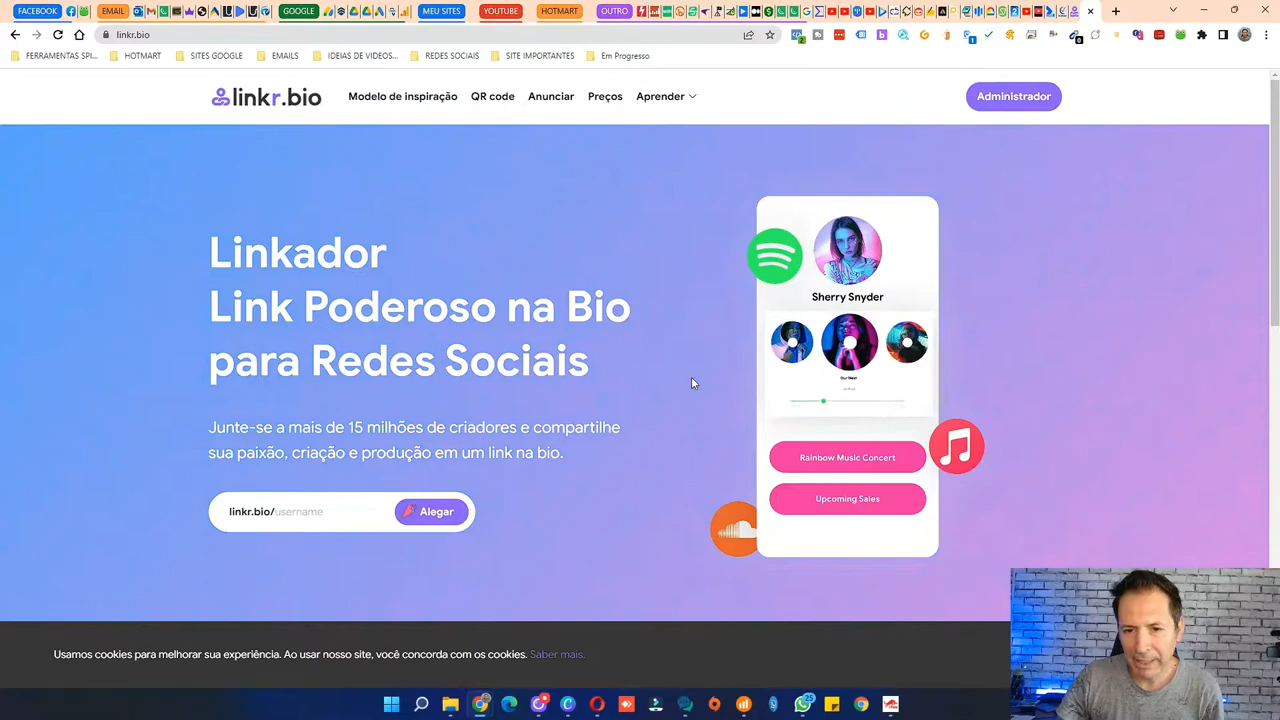 FACEBOOK
EMAIL
GOOGLE
MEU SITES
YOUTUBE
HOTMART
OUTRO
linkr.bio
FERRAMENTAS SPI...
HOTMART
SITES GOOGLE
EMAILS
IDEIAS DE VIDEOS...
REDES SOCIAIS
SITE IMPORTANTES
Em Progresso
linkr.bio
Modelo de inspiração
QR code
Anunciar
Preços
Aprender
Administrador
Linkador
Link Poderoso na Bio
para Redes Sociais
Junte-se a mais de 15 milhões de criadores e compartilhe
sua paixão, criação e produção em um link na bio.
linkr.bio/username
Alegar
Sherry Snyder
Rainbow Music Concert
Upcoming Sales
Usamos cookies para melhorar sua experiência. Ao usar nosso site, você concorda com os cookies. Saber mais.
25